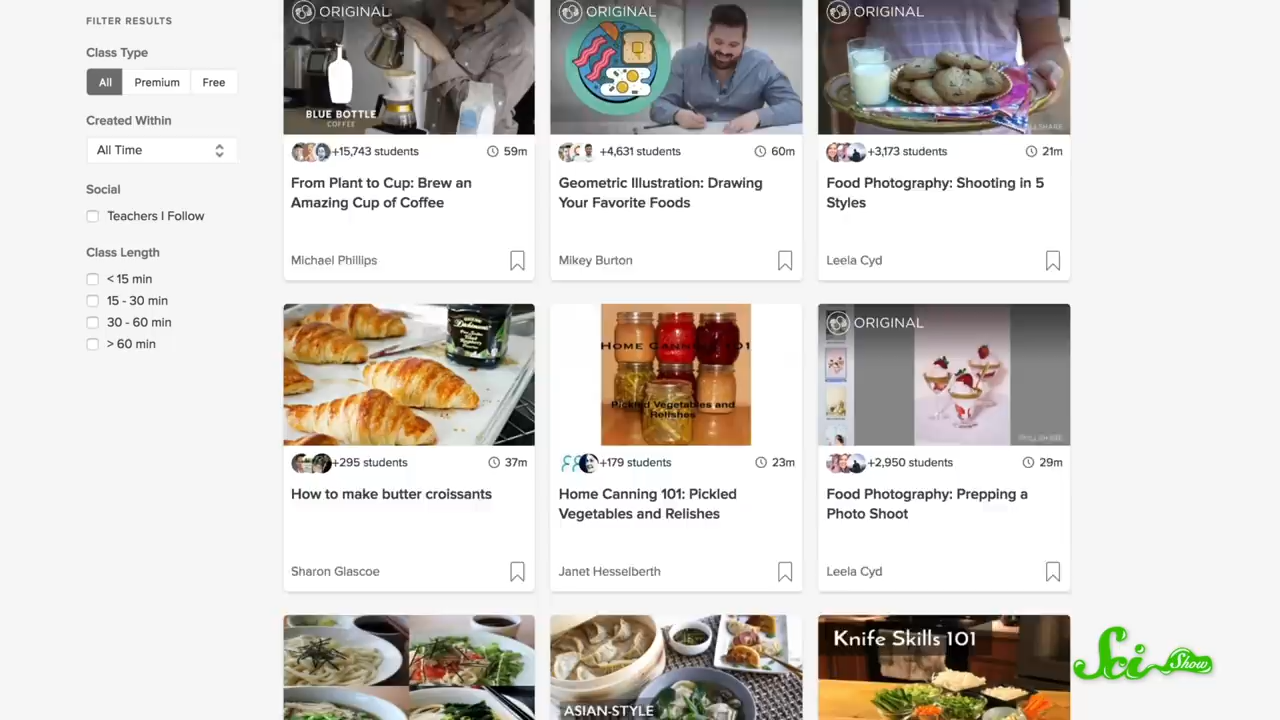 FILTER RESULTS
Class Type
All
Premium
Free
Created Within
All Time
Social
Teachers I Follow
Class Length
< 15 min
15 - 30 min
30 - 60 min
> 60 min
ORIGINAL
BLUE BOTTLE
COFFEE
+15,743 students
59m
From Plant to Cup: Brew an
Amazing Cup of Coffee
Michael Phillips
ORIGINAL
+4,631 students
60m
Geometric Illustration: Drawing
Your Favorite Foods
Mikey Burton
ORIGINAL
+3,173 students
21m
Food Photography: Shooting in 5
Styles
Leela Cyd
+295 students
37m
How to make butter croissants
Sharon Glascoe
Home Canning 101
Pickled Vegetables and
Relishes
+179 students
23m
Home Canning 101: Pickled
Vegetables and Relishes
Janet Hesselberth
ORIGINAL
SKILLSHARE
+2,950 students
29m
Food Photography: Prepping a
Photo Shoot
Leela Cyd
ASIAN-STYLE
Knife Skills 101
Sci Show